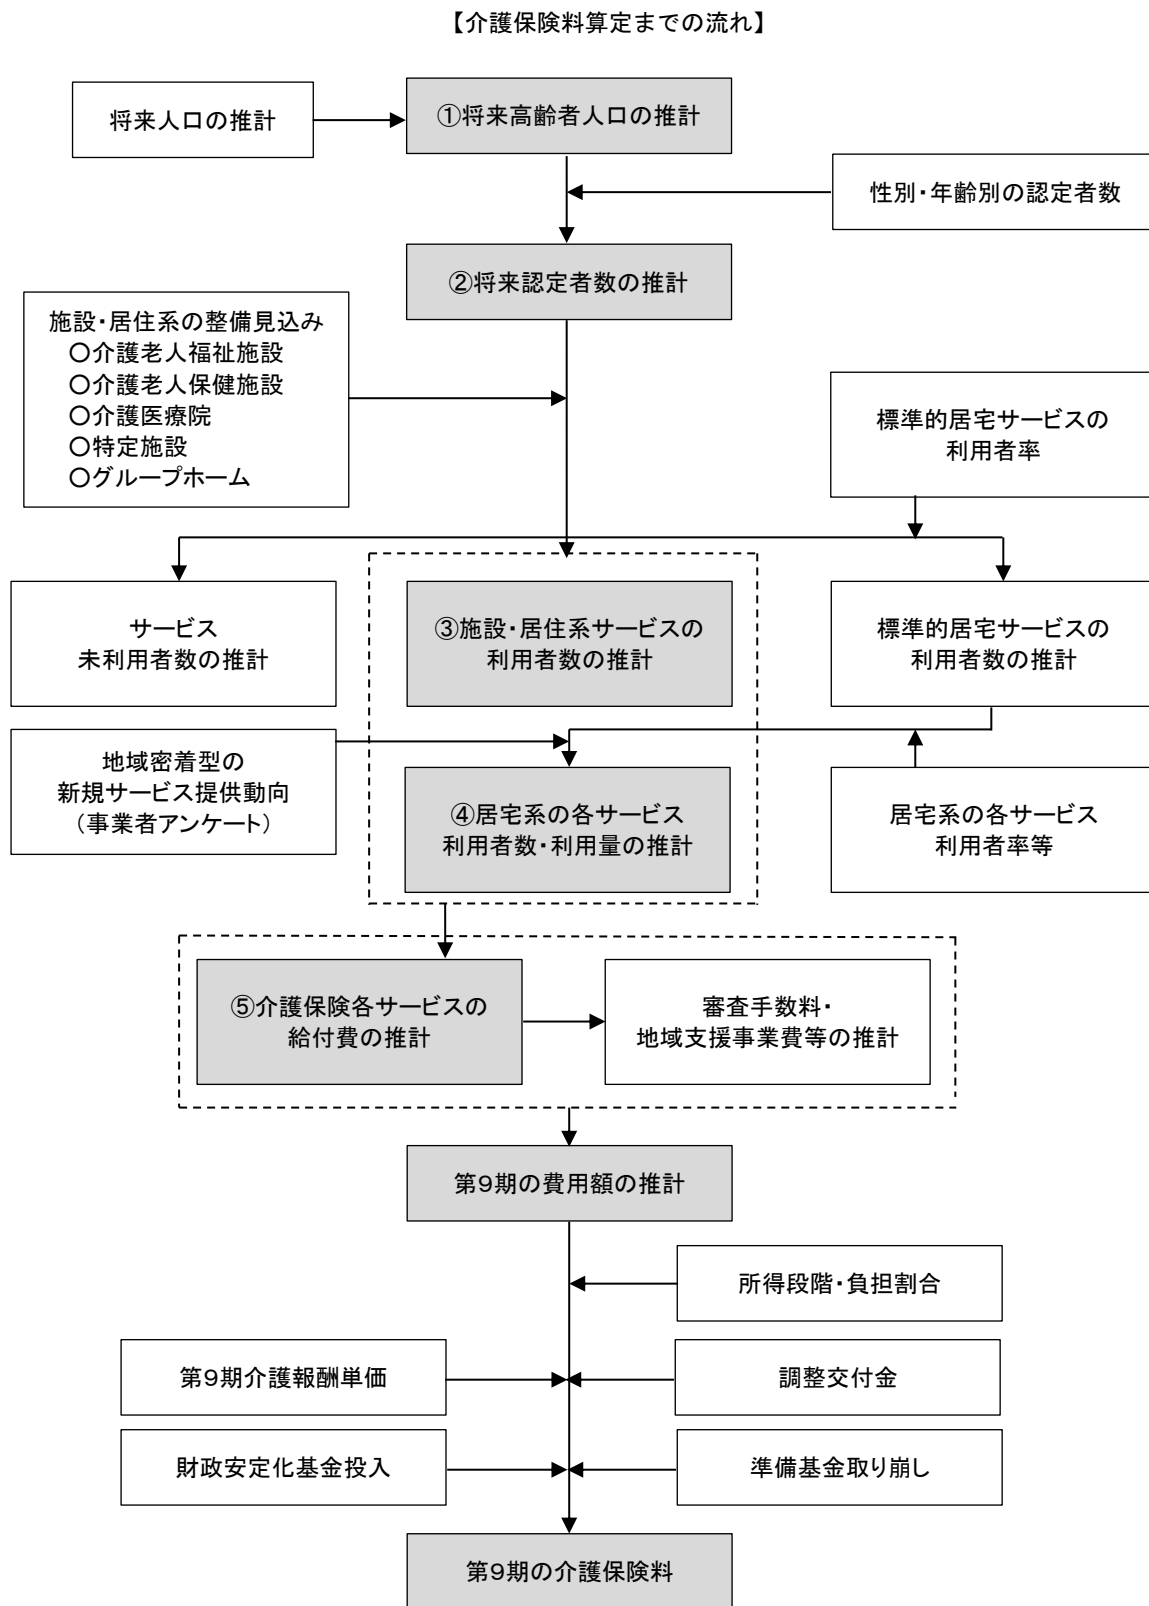 【介護保険料算定までの流れ】
将来人口の推計
①将来高齢者人口の推計
性別・年齢別の認定者数
②将来認定者数の推計
施設・居住系の整備見込み
○介護老人福祉施設
○介護老人保健施設
○介護医療院
○特定施設
○グループホーム
標準的居宅サービスの
利用者率
サービス
未利用者数の推計
③施設・居住系サービスの
利用者数の推計
標準的居宅サービスの
利用者数の推計
地域密着型の
新規サービス提供動向
（事業者アンケート）
④居宅系の各サービス
利用者数・利用量の推計
居宅系の各サービス
利用者率等
⑤介護保険各サービスの
給付費の推計
審査手数料・
地域支援事業費等の推計
第９期の費用額の推計
所得段階・負担割合
第９期介護報酬単価
調整交付金
財政安定化基金投入
準備基金取り崩し
第９期の介護保険料